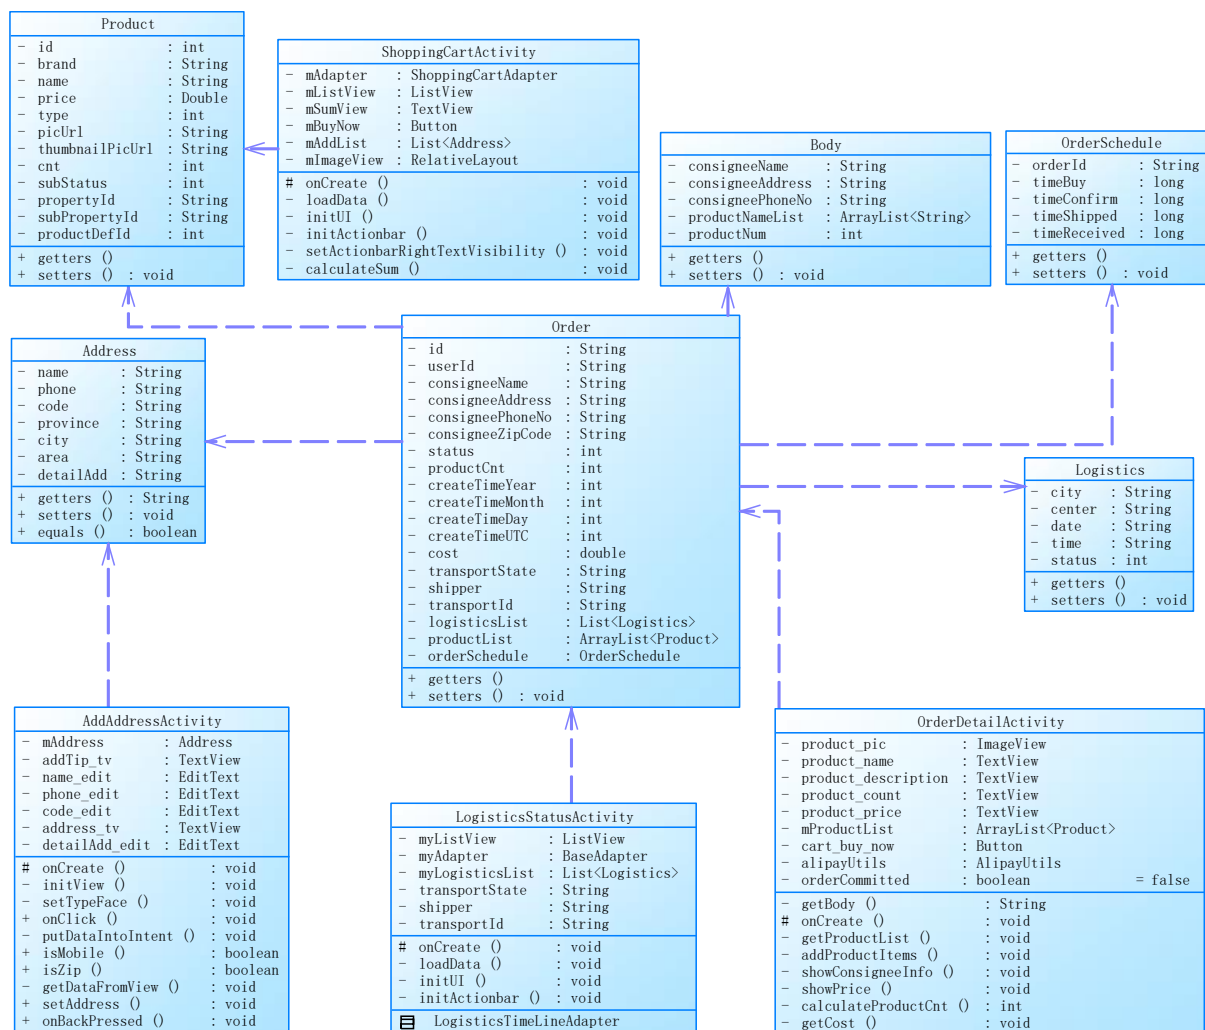 Product
- id : int
- brand : String
- name : String
- price : Double
- type : int
- picUrl : String
- thumbnailPicUrl : String
- cnt : int
- subStatus : int
- propertyId : String
- subPropertyId : String
- productDefId : int
+ getters ()
+ setters () : void
ShoppingCartActivity
- mAdapter : ShoppingCartAdapter
- mListView : ListView
- mSumView : TextView
- mBuyNow : Button
- mAddList : List<Address>
- mImageView : RelativeLayout
# onCreate () : void
- loadData () : void
- initUI () : void
- initActionbar () : void
- setActionbarRightTextVisibility () : void
- calculateSum () : void
Body
- consigneeName : String
- consigneeAddress : String
- consigneePhoneNo : String
- productNameList : ArrayList<String>
- productNum : int
+ getters ()
+ setters () : void
OrderSchedule
- orderId : String
- timeBuy : long
- timeConfirm : long
- timeShipped : long
- timeReceived : long
+ getters ()
+ setters () : void
Address
- name : String
- phone : String
- code : String
- province : String
- city : String
- area : String
- detailAdd : String
+ getters () : String
+ setters () : void
+ equals () : boolean
Order
- id : String
- userId : String
- consigneeName : String
- consigneeAddress : String
- consigneePhoneNo : String
- consigneeZipCode : String
- status : int
- productCnt : int
- createTimeYear : int
- createTimeMonth : int
- createTimeDay : int
- createTimeUTC : int
- cost : double
- transportState : String
- shipper : String
- transportId : String
- logisticsList : List<Logistics>
- productList : ArrayList<Product>
- orderSchedule : OrderSchedule
+ getters ()
+ setters () : void
Logistics
- city : String
- center : String
- date : String
- time : String
- status : int
+ getters ()
+ setters () : void
AddAddressActivity
- mAddress : Address
- addTip_tv : TextView
- name_edit : EditText
- phone_edit : EditText
- code_edit : EditText
- address_tv : TextView
- detailAdd_edit : EditText
# onCreate () : void
- initView () : void
- setTypeFace () : void
+ onClick () : void
- putDataIntoIntent () : void
+ isMobile () : boolean
+ isZip () : boolean
- getDataFromView () : void
+ setAddress () : void
+ onBackPressed () : void
LogisticsStatusActivity
- myListView : ListView
- myAdapter : BaseAdapter
- myLogisticsList : List<Logistics>
- transportState : String
- shipper : String
- transportId : String
# onCreate () : void
- loadData () : void
- initUI () : void
- initActionbar () : void
LogisticsTimeLineAdapter
OrderDetailActivity
- product_pic : ImageView
- product_name : TextView
- product_description : TextView
- product_count : TextView
- product_price : TextView
- mProductList : ArrayList<Product>
- cart_buy_now : Button
- alipayUtils : AlipayUtils
- orderCommitted : boolean = false
- getBody () : String
# onCreate () : void
- getProductList () : void
- addProductItems () : void
- showConsigneeInfo () : void
- showPrice () : void
- calculateProductCnt () : int
- getCost () : void